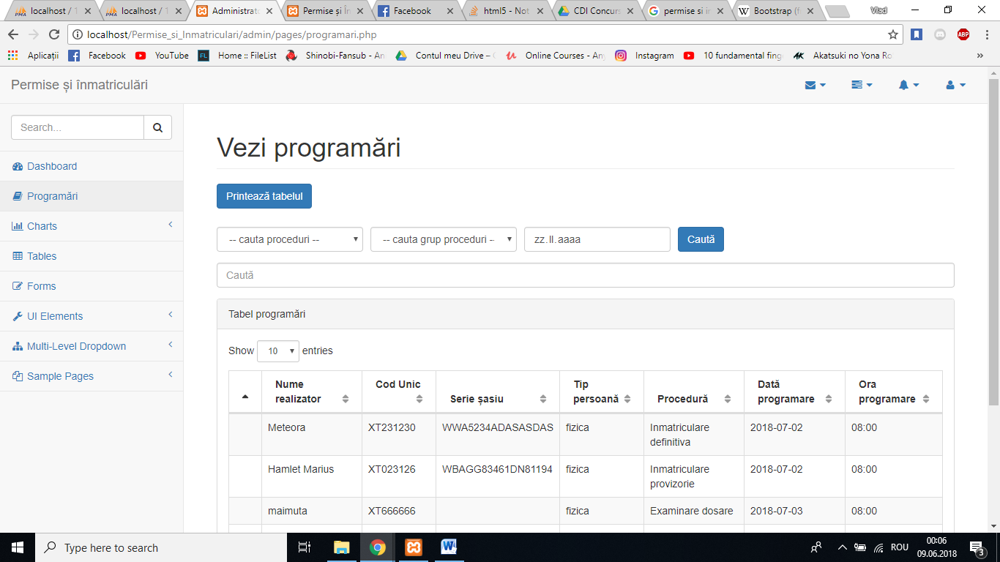 localhost / 1
localhost / 1
Administrato
Permise și În
Facebook
html5 - Not
CDI Concurs
permise si in
Bootstrap (f
Vlad
localhost/Permise_si_Inmatriculari/admin/pages/programari.php
ABP
Aplicații
Facebook
YouTube
FL
Home :: FileList
Shinobi-Fansub - An
Contul meu Drive – G
Online Courses - Any
Instagram
10 fundamental fing
Akatsuki no Yona Ro
»
Permise și înmatriculări
Search...
Dashboard
Programări
Charts
Tables
Forms
UI Elements
Multi-Level Dropdown
Sample Pages
Vezi programări
Printează tabelul
-- cauta proceduri --
-- cauta grup proceduri --
zz.ll.aaaa
Caută
Caută
Tabel programări
Show 10 entries
Nume realizator Cod Unic Serie șasiu Tip persoană Procedură Dată programare Ora programare
Meteora XT231230 WWA5234ADASASDAS fizica Inmatriculare definitiva 2018-07-02 08:00
Hamlet Marius XT023126 WBAGG83461DN81194 fizica Inmatriculare provizorie 2018-07-02 08:00
maimuta XT666666 fizica Examinare dosare 2018-07-03 08:00
Type here to search
ROU
00:06
09.06.2018
3